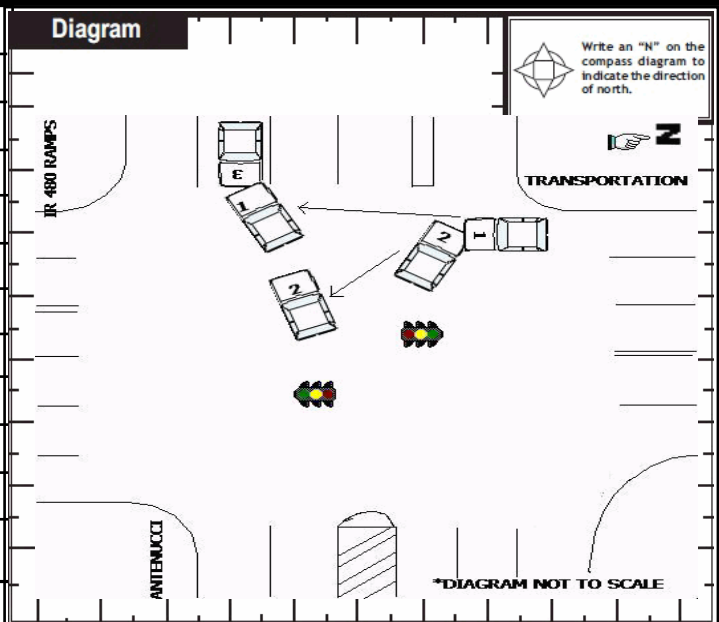 Diagram
Write an “N” on the
compass diagram to
indicate the direction
of north.
N
IR 480 RAMPS
TRANSPORTATION
3
1
2
1
2
ANTENUCCI
*DIAGRAM NOT TO SCALE